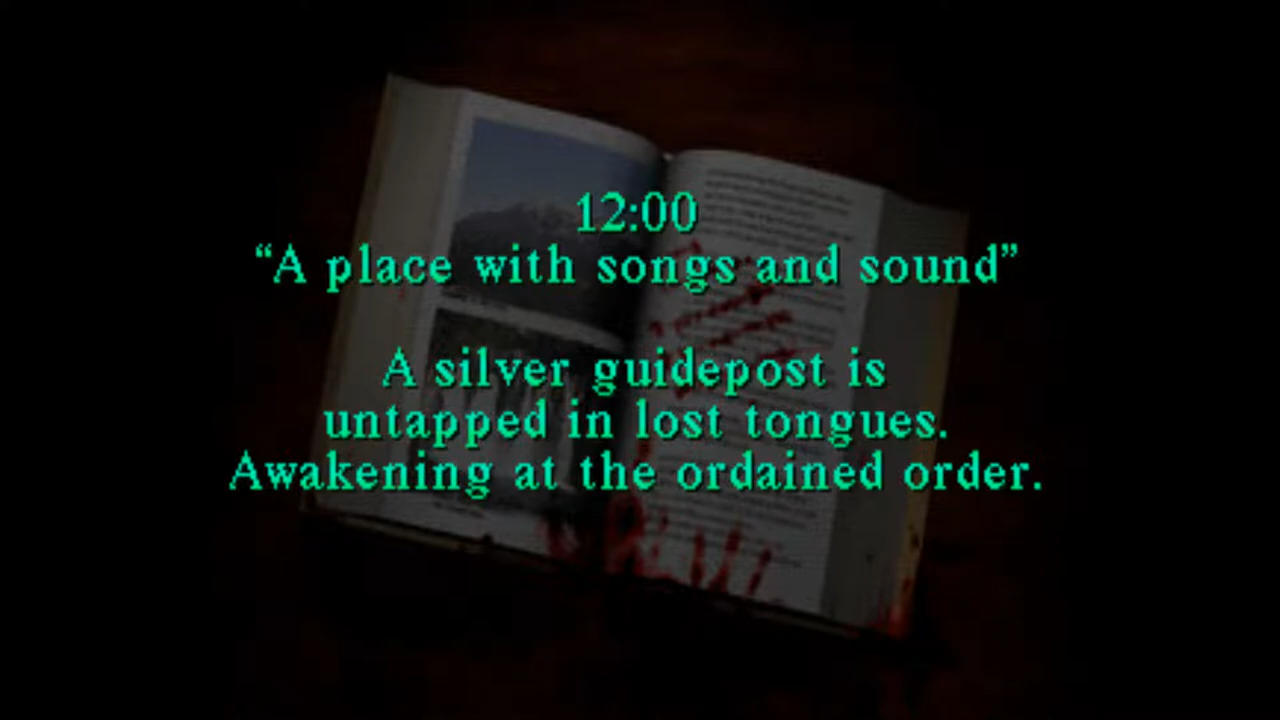 12:00
“A place with songs and sound”
A silver guidepost is
untapped in lost tongues.
Awakening at the ordained order.